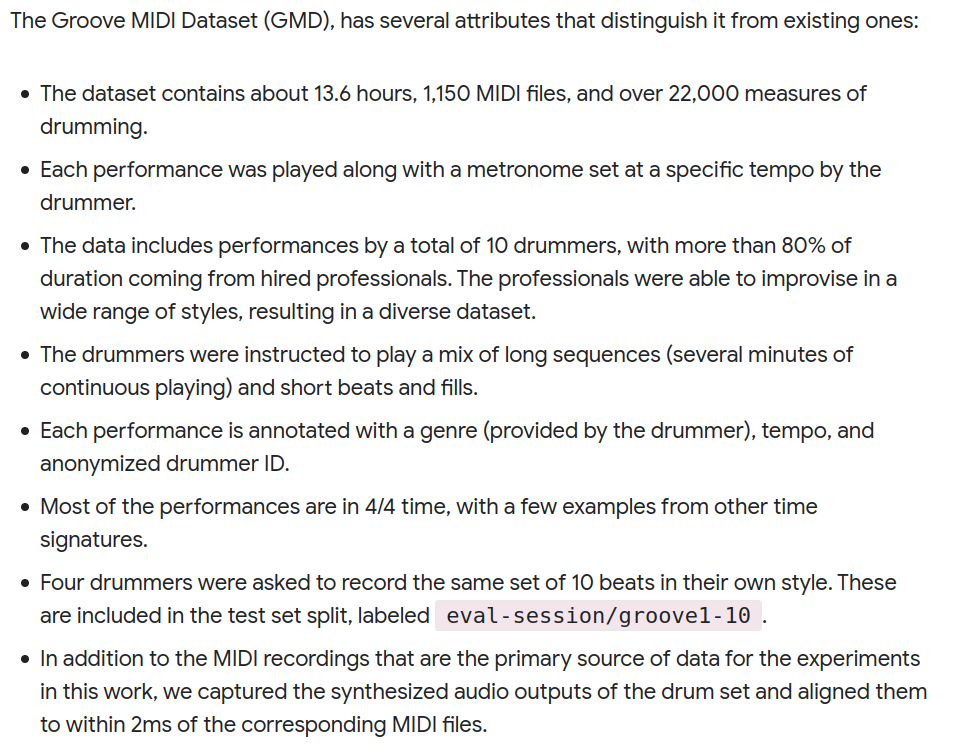 The Groove MIDI Dataset (GMD), has several attributes that distinguish it from existing ones:
• The dataset contains about 13.6 hours, 1,150 MIDI files, and over 22,000 measures of
drumming.
• Each performance was played along with a metronome set at a specific tempo by the
drummer.
• The data includes performances by a total of 10 drummers, with more than 80% of
duration coming from hired professionals. The professionals were able to improvise in a
wide range of styles, resulting in a diverse dataset.
• The drummers were instructed to play a mix of long sequences (several minutes of
continuous playing) and short beats and fills.
• Each performance is annotated with a genre (provided by the drummer), tempo, and
anonymized drummer ID.
• Most of the performances are in 4/4 time, with a few examples from other time
signatures.
• Four drummers were asked to record the same set of 10 beats in their own style. These
are included in the test set split, labeled eval-session/groove1-10.
• In addition to the MIDI recordings that are the primary source of data for the experiments
in this work, we captured the synthesized audio outputs of the drum set and aligned them
to within 2ms of the corresponding MIDI files.